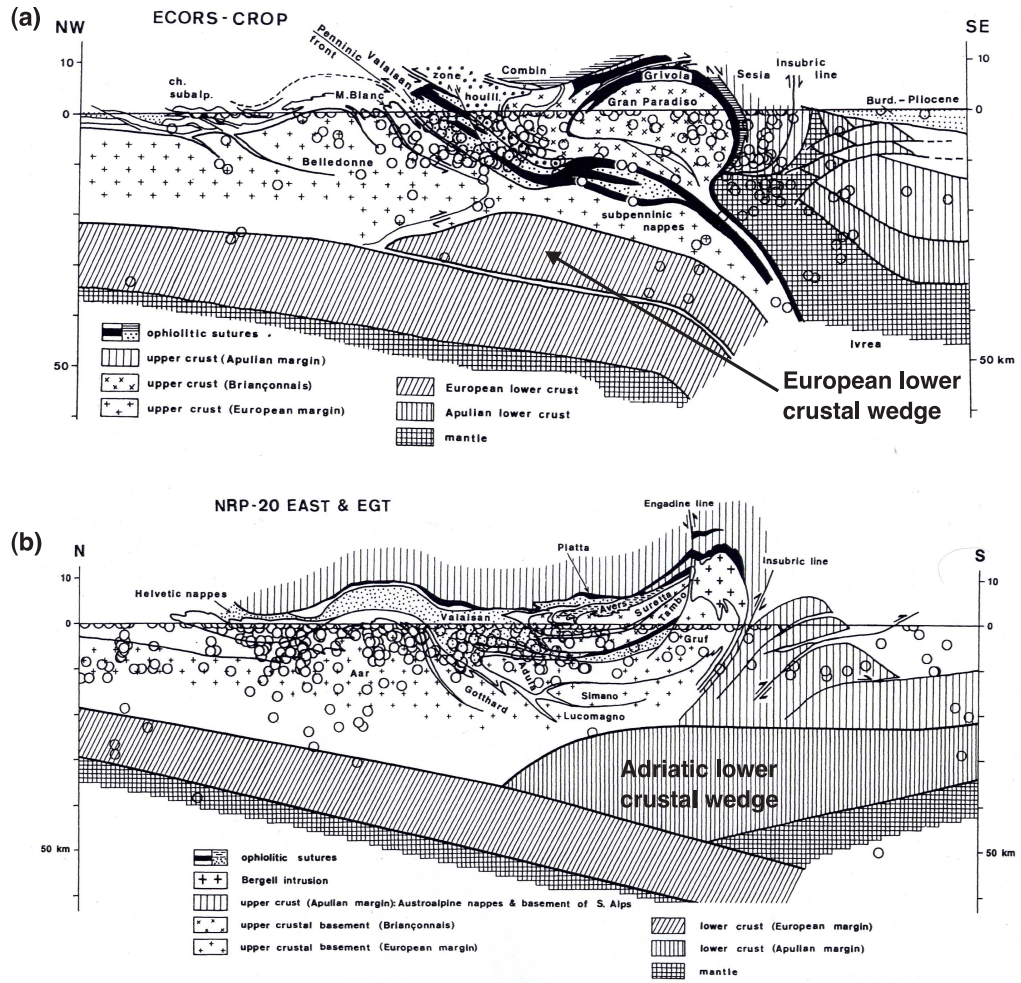 (a)
ECORS-CROP
NW
SE
Penninic
front
Valaisan
zone
houill.
Combin
Grivola
Gran Paradiso
Sesia
Insubric
line
Burd.-Pliocene
ch.
subalp.
M.Blanc
Belledonne
subpenninic
nappes
10
0
50
10
0
50 km
Ivrea
European lower
crustal wedge
ophiolitic sutures
upper crust (Apulian margin)
upper crust (Briançonnais)
upper crust (European margin)
European lower crust
Apulian lower crust
mantle
NRP-20 EAST & EGT
(b)
N
S
Engadine line
Platta
Insubric line
Helvetic nappes
Valaisan
Avers
Suretta
Tambo
Gruf
Aar
Gotthard
Adula
Simano
Lucomagno
10
0
50 km
10
0
50 km
Adriatic lower
crustal wedge
ophiolitic sutures
Bergell intrusion
upper crust (Apulian margin): Austroalpine nappes & basement of S. Alps
upper crustal basement (Briançonnais)
upper crustal basement (European margin)
lower crust (European margin)
lower crust (Apulian margin)
mantle